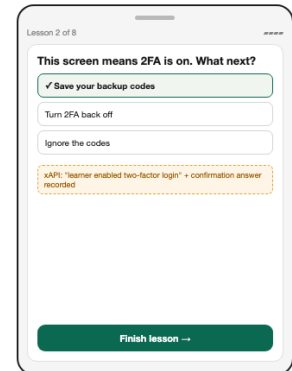 Lesson 2 of 8
This screen means 2FA is on. What next?
✓ Save your backup codes
Turn 2FA back off
Ignore the codes
xAPI: "learner enabled two-factor login" + confirmation answer
recorded
Finish lesson →